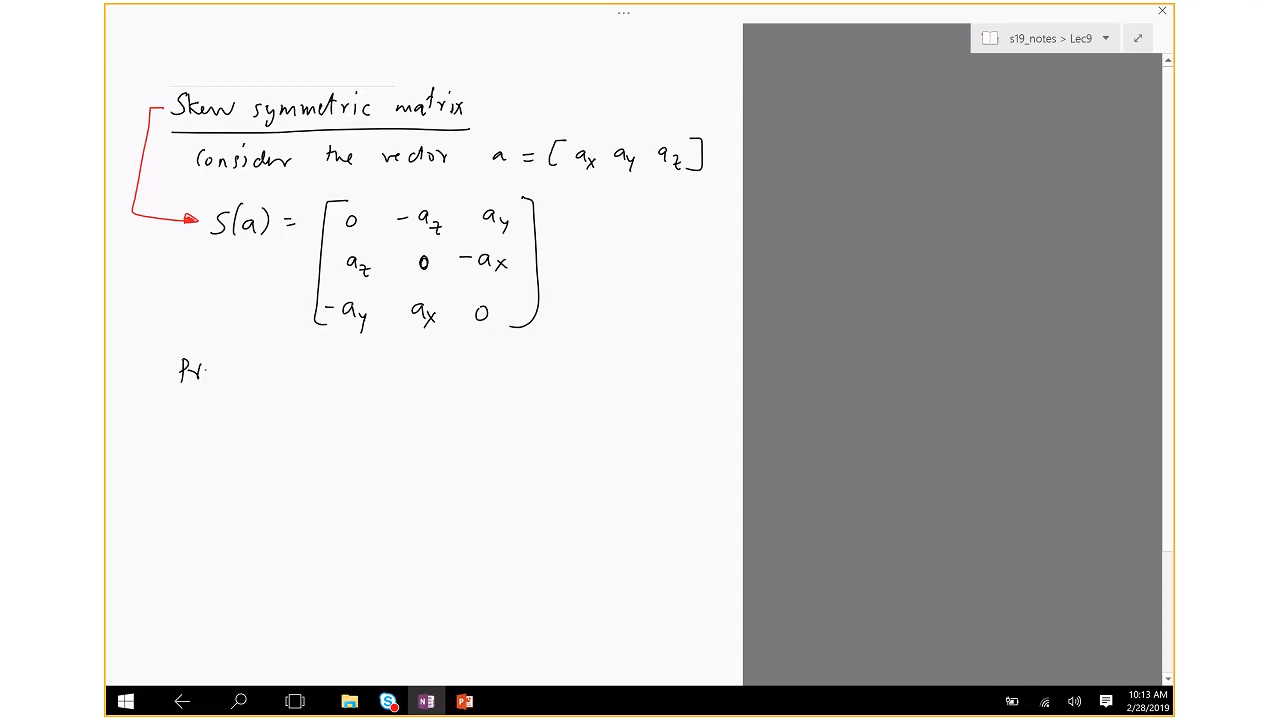 s19_notes > Lec9
Skew symmetric matrix
Consider the vector a = [ ax ay az ]
S(a) = [ 0 -az ay
az 0 -ax
-ay ax 0 ]
Pr
10:13 AM
2/28/2019